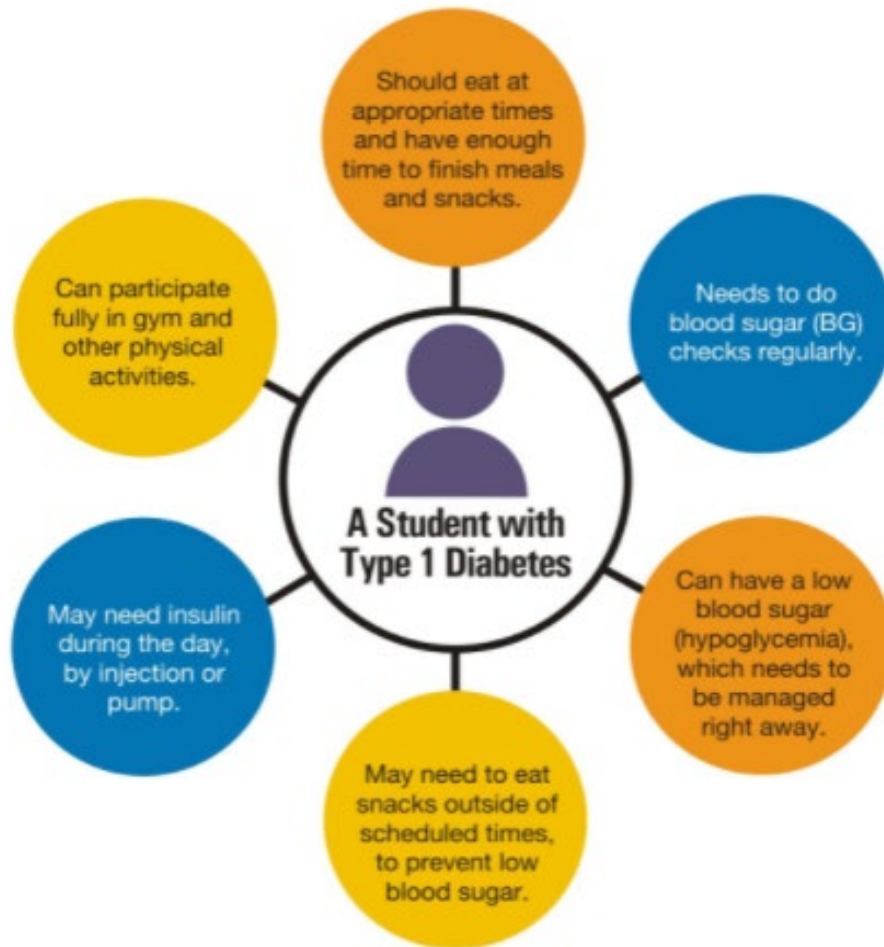 Should eat at
appropriate times
and have enough
time to finish meals
and snacks.
Needs to do
blood sugar (BG)
checks regularly.
Can have a low
blood sugar
(hypoglycemia),
which needs to
be managed
right away.
May need to eat
snacks outside of
scheduled times,
to prevent low
blood sugar.
May need insulin
during the day,
by injection or
pump.
Can participate
fully in gym and
other physical
activities.
A Student with
Type 1 Diabetes